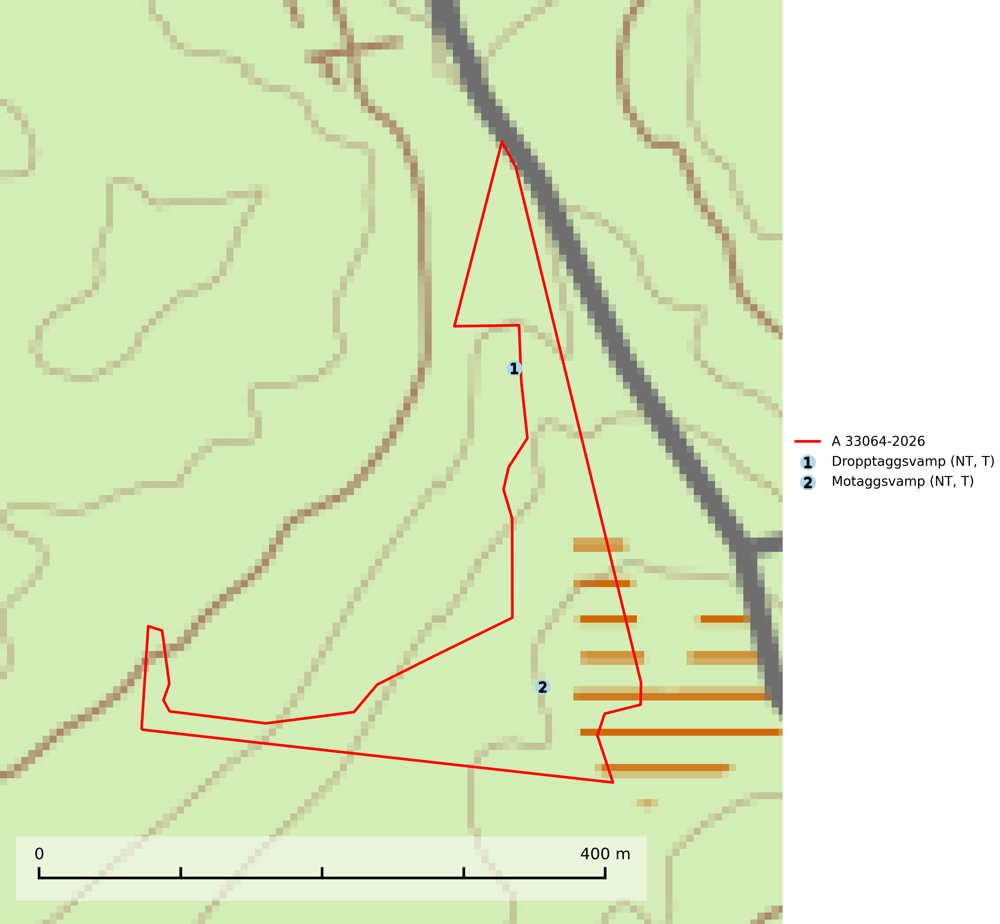 1
2
A 33064-2026
1 Dropptaggsvamp (NT, T)
2 Motaggsvamp (NT, T)
0 400 m